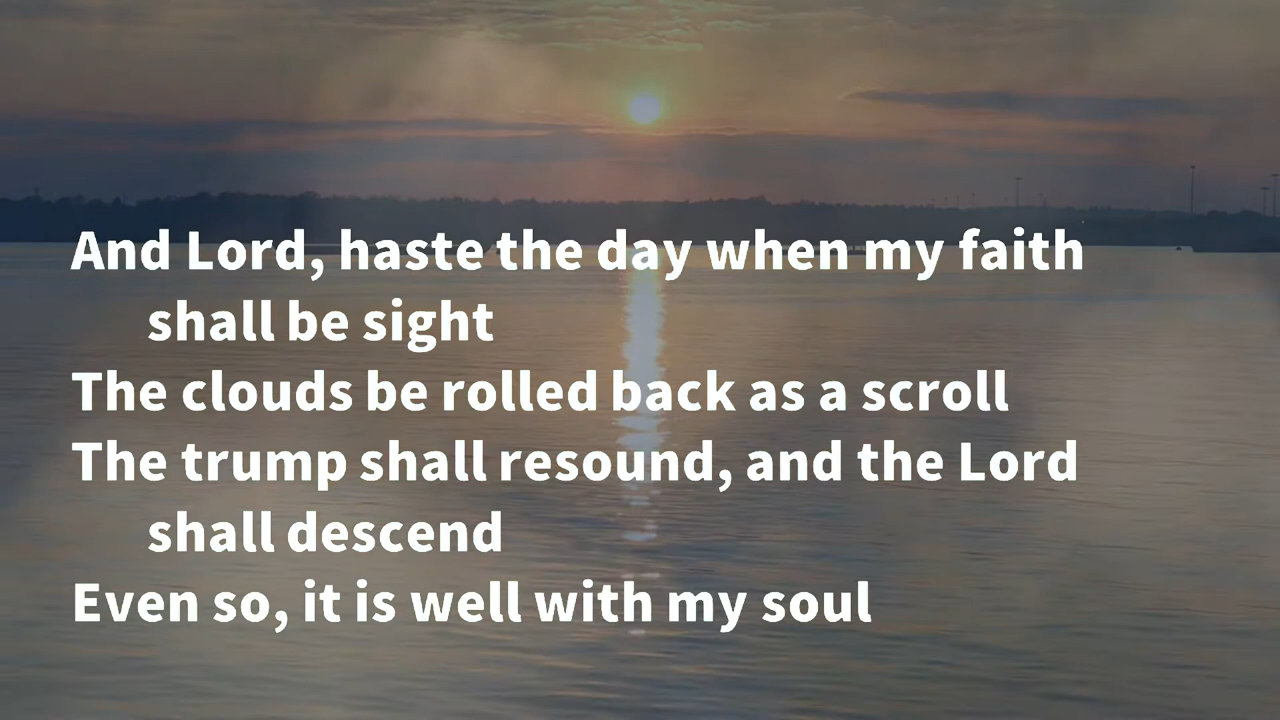 And Lord, haste the day when my faith
shall be sight
The clouds be rolled back as a scroll
The trump shall resound, and the Lord
shall descend
Even so, it is well with my soul